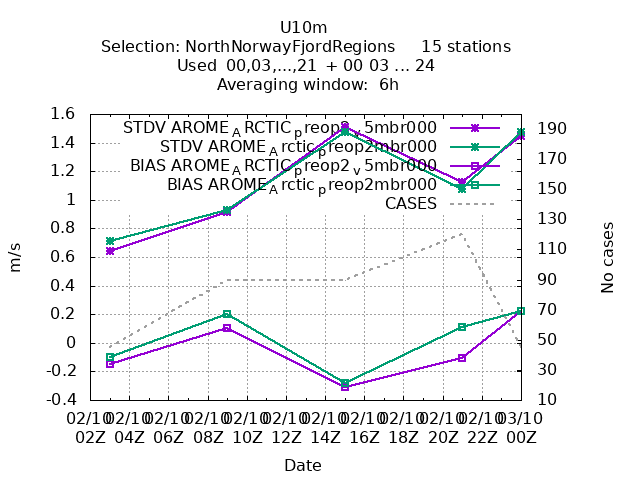 U10m
Selection: NorthNorwayFjordRegions 15 stations
Used 00,03,...,21 + 00 03 ... 24
Averaging window: 6h
STDV AROME_ARCTIC_preop2_v5mbr000
STDV AROME_Arctic_preop2mbr000
BIAS AROME_ARCTIC_preop2_v5mbr000
BIAS AROME_Arctic_preop2mbr000
CASES
1.6
1.4
1.2
1
0.8
0.6
0.4
0.2
0
-0.2
-0.4
m/s
190
170
150
130
110
90
70
50
30
10
No cases
02/10 02/10 02/10 02/10 02/10 02/10 02/10 02/10 02/10 02/10 02/10 03/10
02Z 04Z 06Z 08Z 10Z 12Z 14Z 16Z 18Z 20Z 22Z 00Z
Date